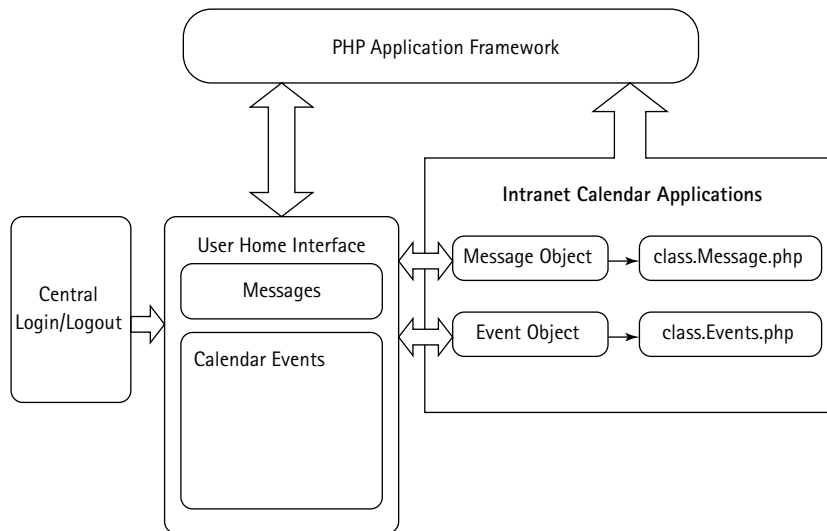 PHP Application Framework
Intranet Calendar Applications
User Home Interface
Message Object
class.Message.php
Messages
Central
Login/Logout
Event Object
class.Events.php
Calendar Events